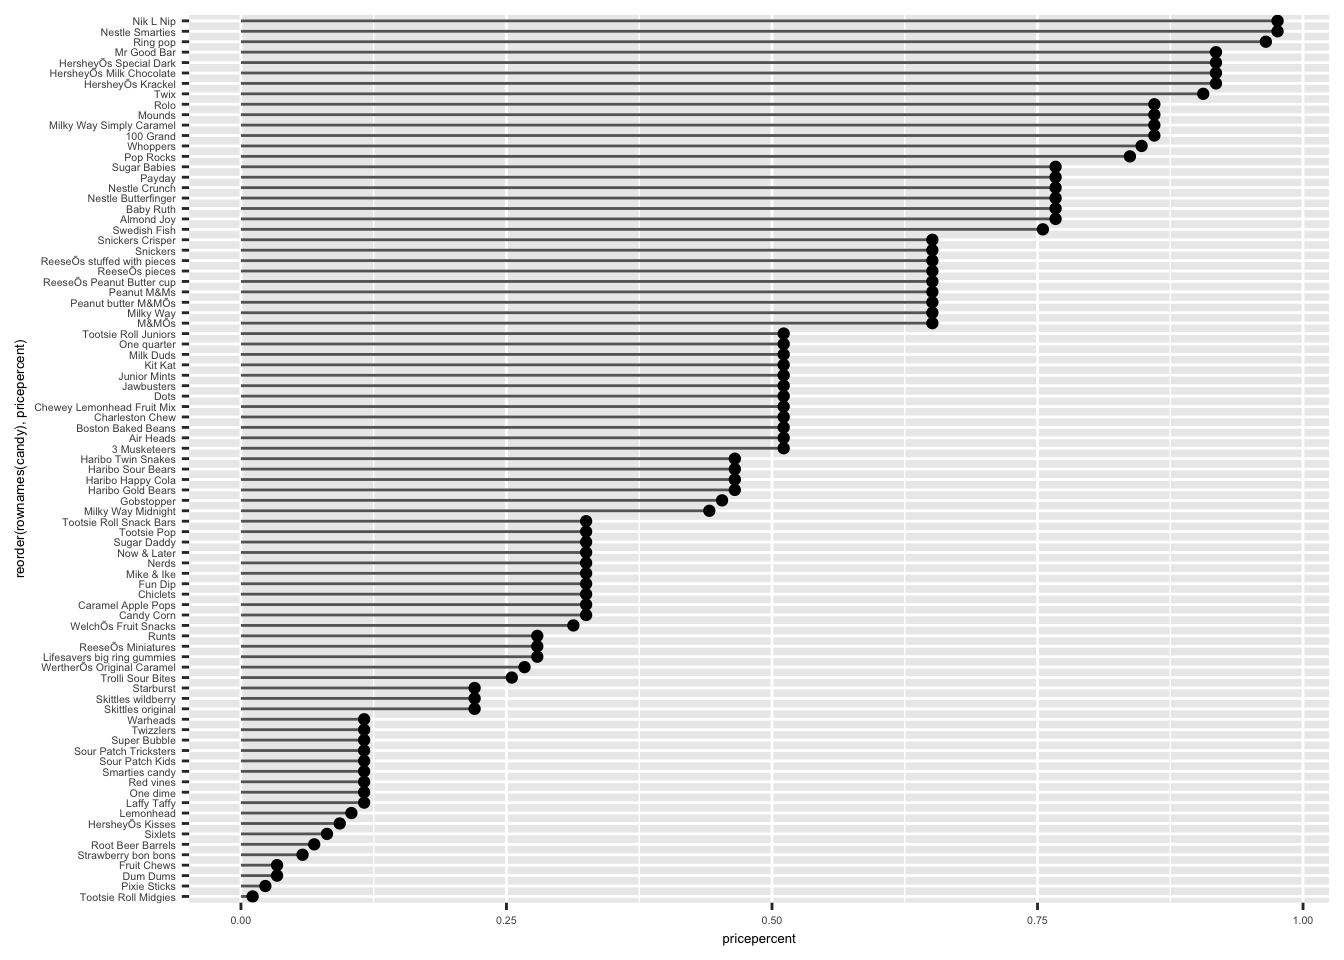 Nik L Nip
Nestle Smarties
Ring pop
Mr Good Bar
HersheyÕs Special Dark
HersheyÕs Milk Chocolate
HersheyÕs Krackel
Twix
Rolo
Mounds
Milky Way Simply Caramel
100 Grand
Whoppers
Pop Rocks
Sugar Babies
Payday
Nestle Crunch
Nestle Butterfinger
Baby Ruth
Almond Joy
Swedish Fish
Snickers Crisper
Snickers
ReeseÕs stuffed with pieces
ReeseÕs pieces
ReeseÕs Peanut Butter cup
Peanut M&Ms
Peanut butter M&MÕs
Milky Way
M&MÕs
Tootsie Roll Juniors
One quarter
Milk Duds
Kit Kat
Junior Mints
Jawbusters
Dots
Chewey Lemonhead Fruit Mix
Charleston Chew
Boston Baked Beans
Air Heads
3 Musketeers
Haribo Twin Snakes
Haribo Sour Bears
Haribo Happy Cola
Haribo Gold Bears
Gobstopper
Milky Way Midnight
Tootsie Roll Snack Bars
Tootsie Pop
Sugar Daddy
Now & Later
Nerds
Mike & Ike
Fun Dip
Chiclets
Caramel Apple Pops
Candy Corn
WelchÕs Fruit Snacks
Runts
ReeseÕs Miniatures
Lifesavers big ring gummies
WertherÕs Original Caramel
Trolli Sour Bites
Starburst
Skittles wildberry
Skittles original
Warheads
Twizzlers
Super Bubble
Sour Patch Tricksters
Sour Patch Kids
Smarties candy
Red vines
One dime
Laffy Taffy
Lemonhead
HersheyÕs Kisses
Sixlets
Root Beer Barrels
Strawberry bon bons
Fruit Chews
Dum Dums
Pixie Sticks
Tootsie Roll Midgies
reorder(rownames(candy), pricepercent)
0.00 0.25 0.50 0.75 1.00
pricepercent